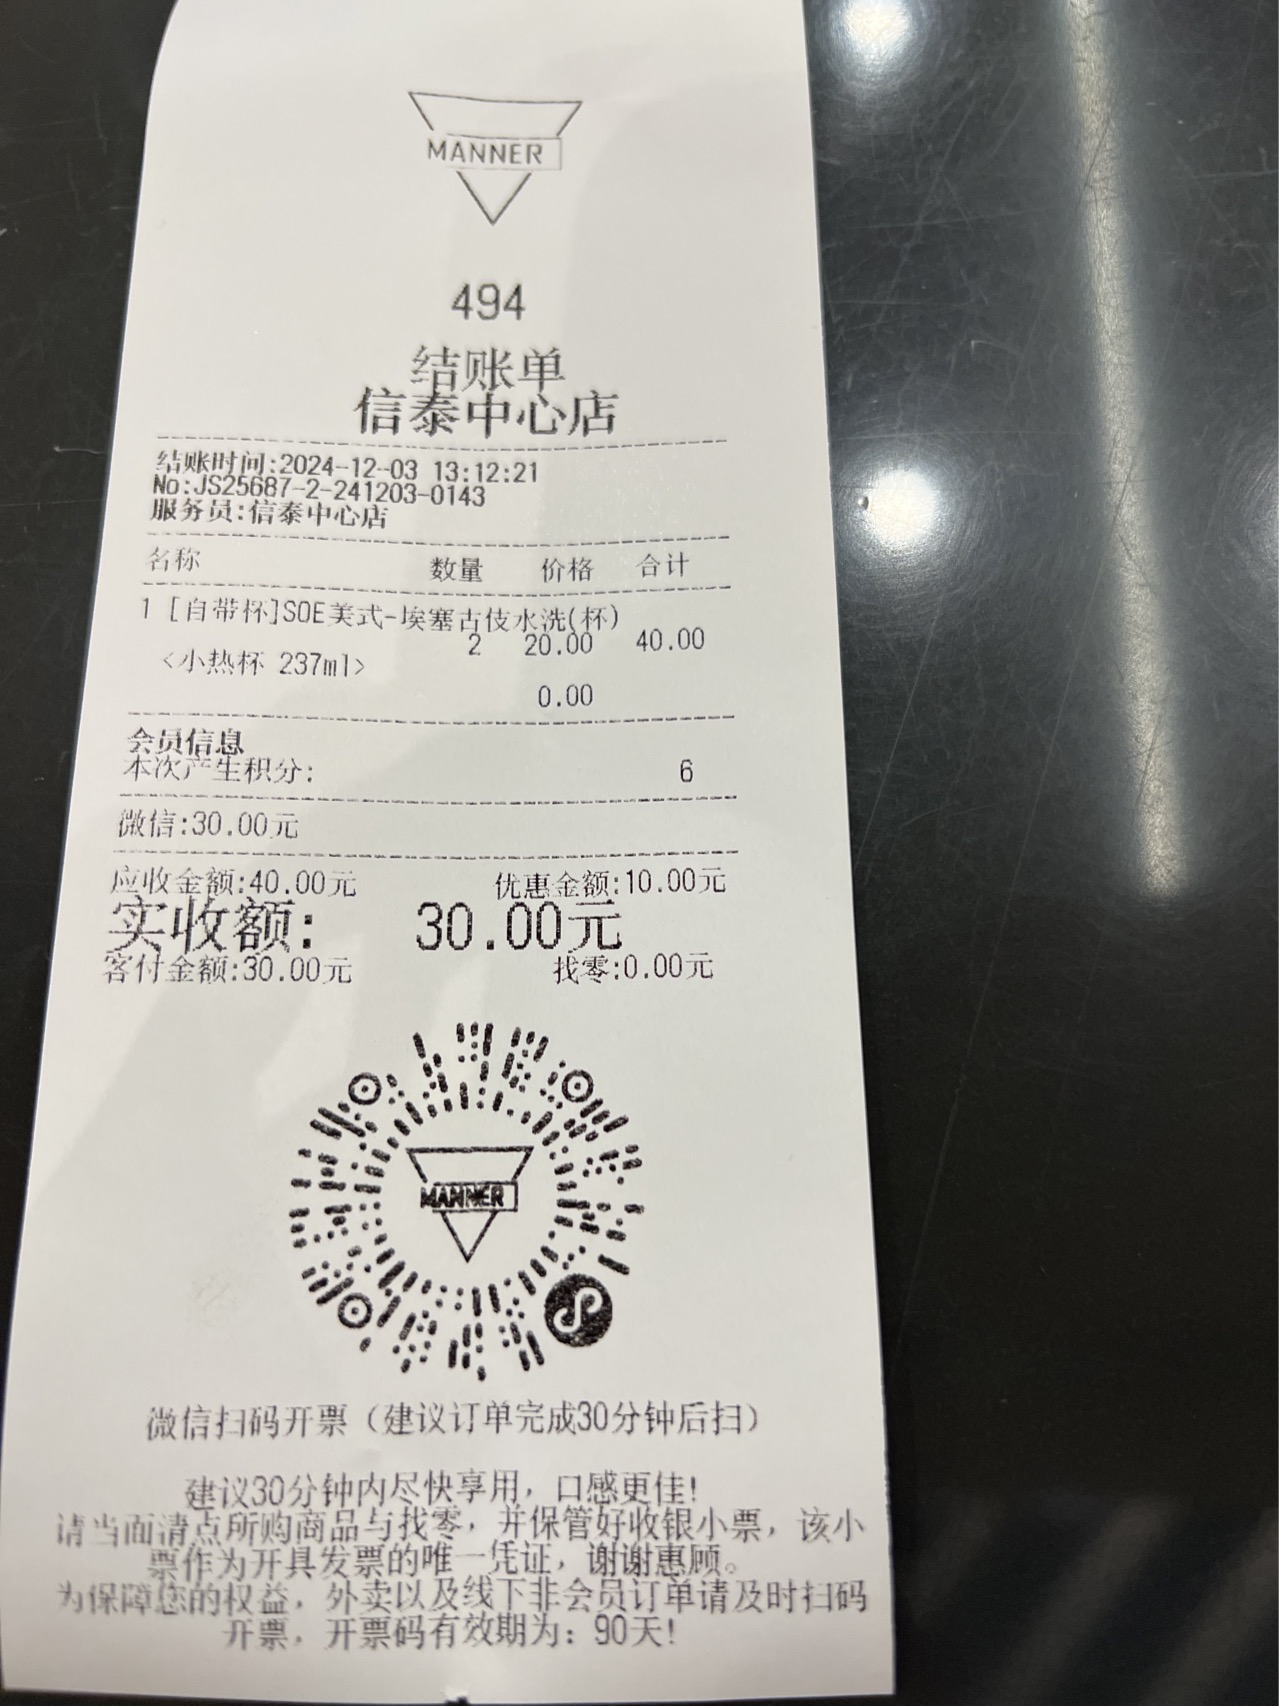 MANNER
494
结账单
信泰中心店
结账时间:2024-12-03 13:12:21
No:JS25687-2-241203-0143
服务员:信泰中心店
名称 数量 价格 合计
1 [自带杯]SOE美式-埃塞古伎水洗(杯)
2 20.00 40.00
<小热杯 237ml>
0.00
会员信息
本次产生积分: 6
微信:30.00元
应收金额:40.00元 优惠金额:10.00元
实收额: 30.00元
客付金额:30.00元 找零:0.00元
MANNER
微信扫码开票（建议订单完成30分钟后扫）
建议30分钟内尽快享用，口感更佳!
请当面清点所购商品与找零，并保管好收银小票，该小
票作为开具发票的唯一凭证，谢谢惠顾。
为保障您的权益，外卖以及线下非会员订单请及时扫码
开票，开票码有效期为：90天!